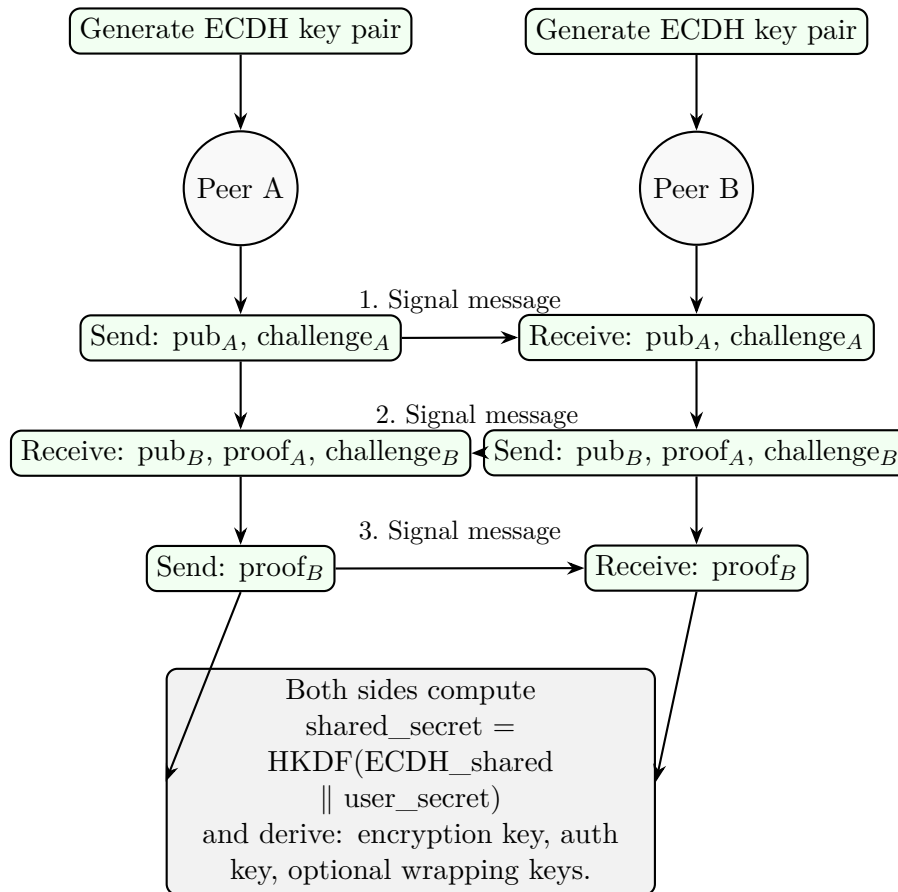 Generate ECDH key pair
Generate ECDH key pair
Peer A
Peer B
1. Signal message
Send: pub_A, challenge_A
Receive: pub_A, challenge_A
2. Signal message
Receive: pub_B, proof_A, challenge_B
Send: pub_B, proof_A, challenge_B
3. Signal message
Send: proof_B
Receive: proof_B
Both sides compute
shared_secret =
HKDF(ECDH_shared
∥ user_secret)
and derive: encryption key, auth
key, optional wrapping keys.